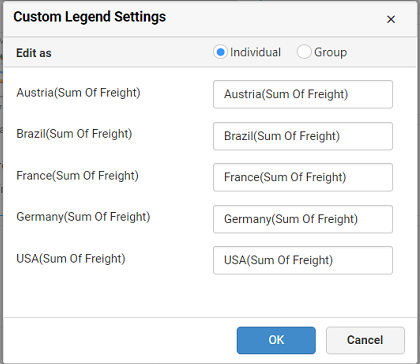 Custom Legend Settings ×
Edit as Individual Group
Austria(Sum Of Freight) Austria(Sum Of Freight)
Brazil(Sum Of Freight) Brazil(Sum Of Freight)
France(Sum Of Freight) France(Sum Of Freight)
Germany(Sum Of Freight) Germany(Sum Of Freight)
USA(Sum Of Freight) USA(Sum Of Freight)
OK Cancel